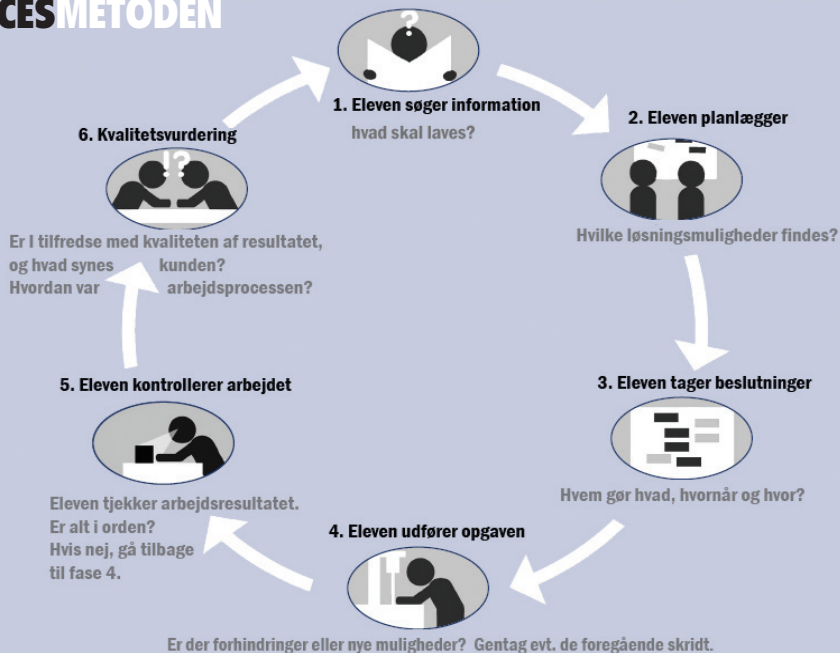 CESMETODEN
1. Eleven søger information
hvad skal laves?
2. Eleven planlægger
Hvilke løsningsmuligheder findes?
3. Eleven tager beslutninger
Hvem gør hvad, hvornår og hvor?
4. Eleven udfører opgaven
Er der forhindringer eller nye muligheder? Gentag evt. de foregående skridt.
5. Eleven kontrollerer arbejdet
Eleven tjekker arbejdsresultatet.
Er alt i orden?
Hvis nej, gå tilbage
til fase 4.
6. Kvalitetsvurdering
!?
Er I tilfredse med kvaliteten af resultatet,
og hvad synes kunden?
Hvordan var arbejdsprocessen?